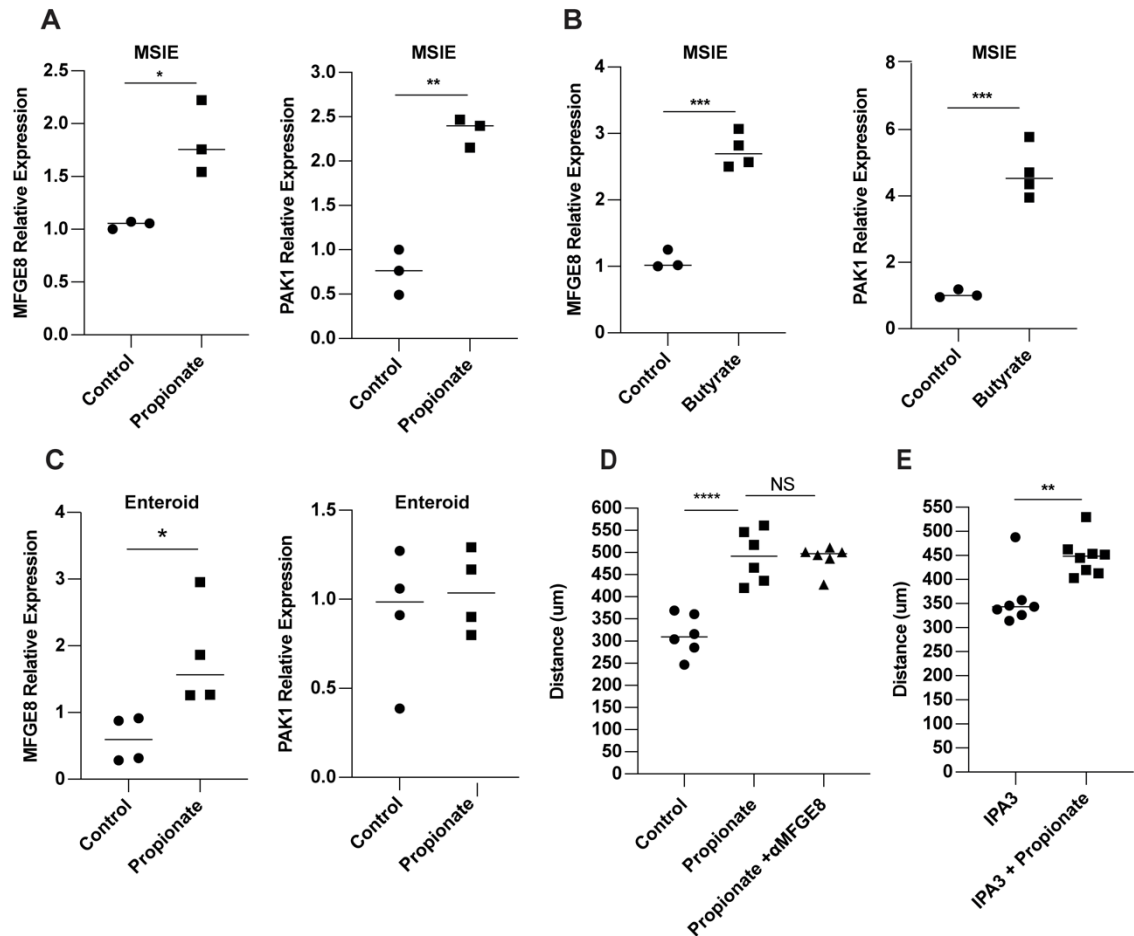 A
MSIE
MFGE8 Relative Expression
2.5
2.0
1.5
1.0
0.5
0.0
*
Control
Propionate
MSIE
PAK1 Relative Expression
3.0
2.5
2.0
1.5
1.0
0.5
0.0
**
Control
Propionate
B
MSIE
MFGE8 Relative Expression
4
3
2
1
0
***
Control
Butyrate
MSIE
PAK1 Relative Expression
8
6
4
2
0
***
Coontrol
Butyrate
C
Enteroid
MFGE8 Relative Expression
4
3
2
1
0
*
Control
Propionate
Enteroid
PAK1 Relative Expression
1.5
1.0
0.5
0.0
Control
Propionate
D
Distance (um)
600
550
500
450
400
350
300
250
200
150
100
50
0
****
NS
Control
Propionate
Propionate +αMFGE8
E
Distance (um)
550
500
450
400
350
300
250
200
150
100
50
0
**
IPA3
IPA3 + Propionate